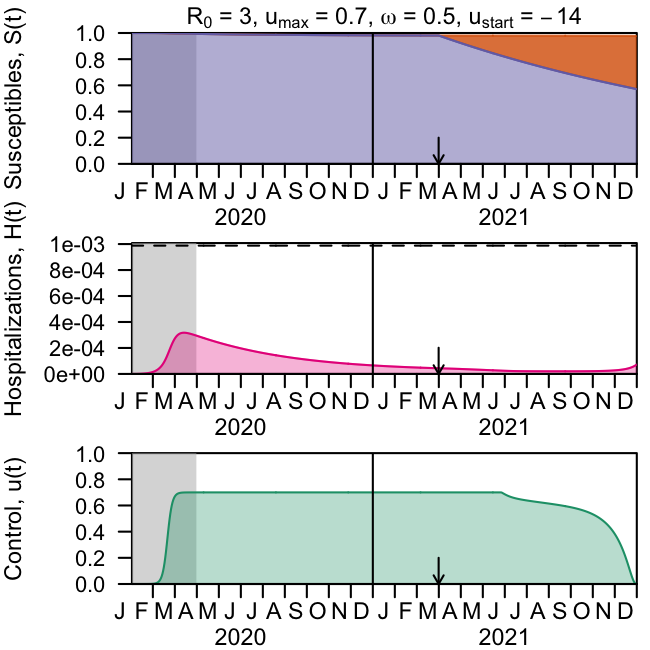 R₀ = 3, uₘₐₓ = 0.7, ω = 0.5, uₛₜₐᵣₜ = −14
Susceptibles, S(t)
1.0
0.8
0.6
0.4
0.2
0.0
J F M A M J J A S O N D J F M A M J J A S O N D
2020 2021
Hospitalizations, H(t)
1e-03
8e-04
6e-04
4e-04
2e-04
0e+00
J F M A M J J A S O N D J F M A M J J A S O N D
2020 2021
Control, u(t)
1.0
0.8
0.6
0.4
0.2
0.0
J F M A M J J A S O N D J F M A M J J A S O N D
2020 2021